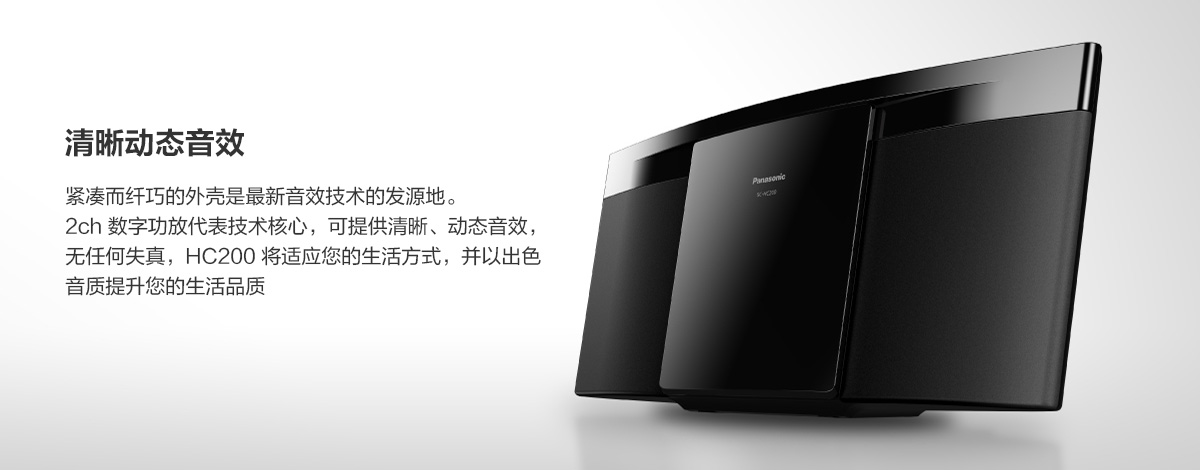 清晰动态音效
紧凑而纤巧的外壳是最新音效技术的发源地。
2ch 数字功放代表技术核心，可提供清晰、动态音效，
无任何失真，HC200 将适应您的生活方式，并以出色
音质提升您的生活品质
Panasonic
SC-HC200